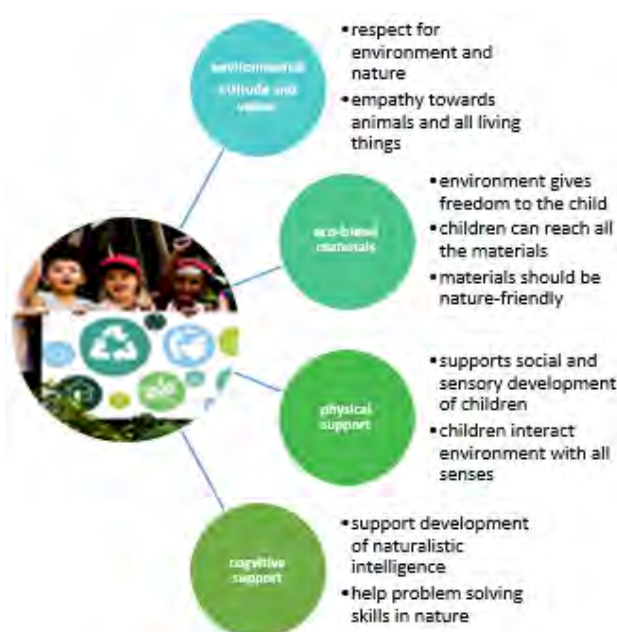 environmental
attitude and
values
•respect for
environment and
nature
•empathy towards
animals and all living
things
eco-based
materials
•environment gives
freedom to the child
•children can reach all
the materials
•materials should be
nature-friendly
physical
support
•supports social and
sensory development
of children
•children interact
environment with all
senses
cognitive
support
•support development
of naturalistic
intelligence
•help problem solving
skills in nature